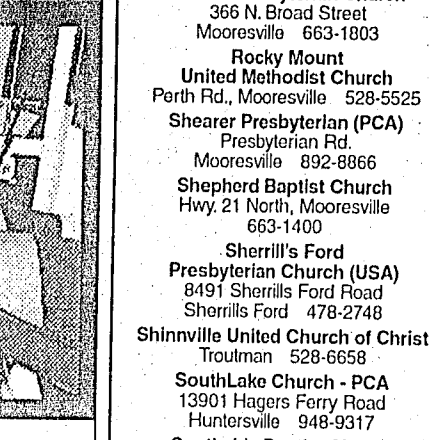 366 N. Broad Street
Mooresville 663-1803
Rocky Mount
United Methodist Church
Perth Rd., Mooresville 528-5525
Shearer Presbyterian (PCA)
Presbyterian Rd.
Mooresville 892-8866
Shepherd Baptist Church
Hwy. 21 North, Mooresville
663-1400
Sherrill's Ford
Presbyterian Church (USA)
8491 Sherrills Ford Road
Sherrills Ford 478-2748
Shinnville United Church of Christ
Troutman 528-6658
SouthLake Church - PCA
13901 Hagers Ferry Road
Huntersville 948-9317